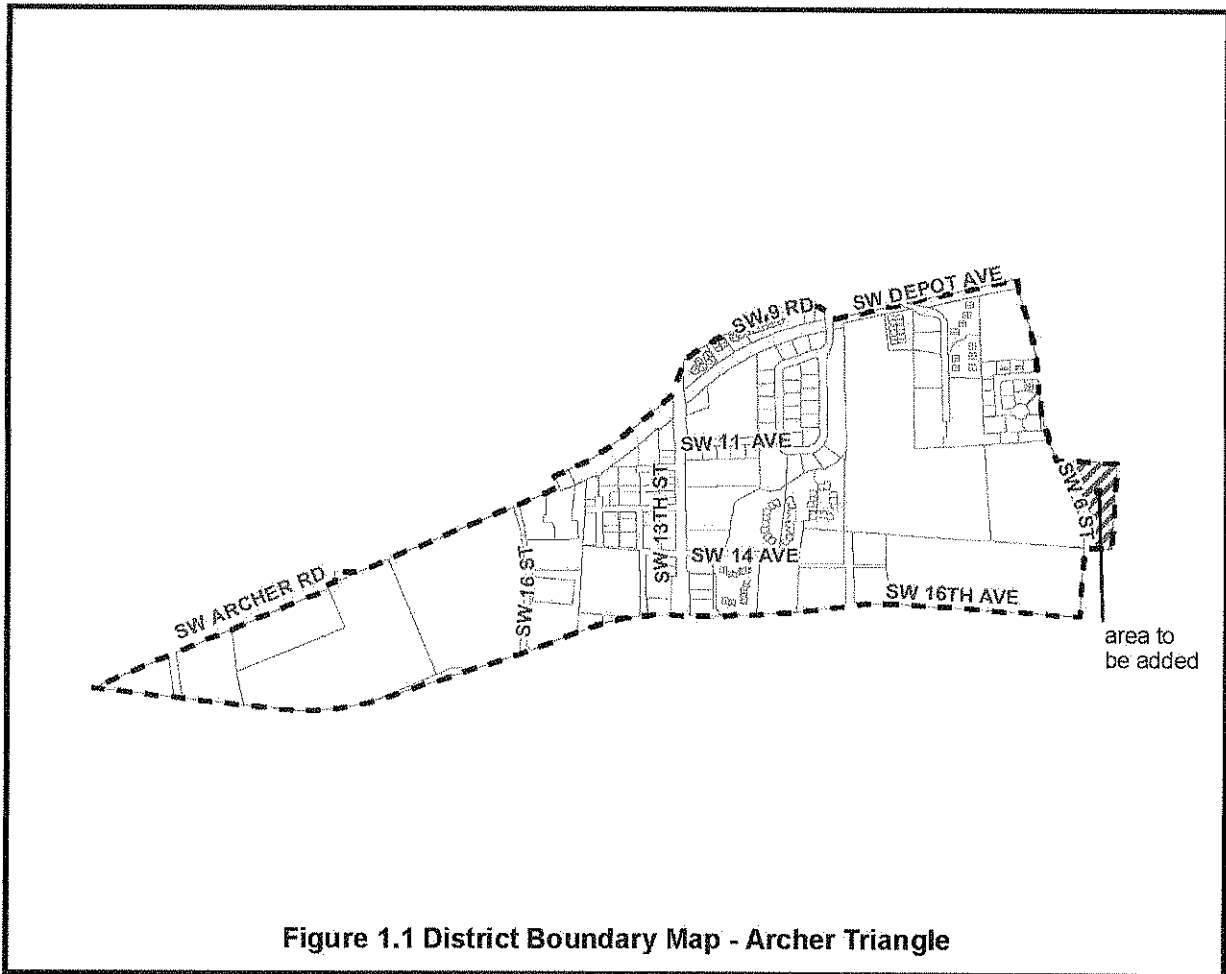 SW DEPOT AVE
SW 9 RD
SW 11 AVE
SW 13TH ST
SW 6 ST
SW 14 AVE
SW 16 ST
SW ARCHER RD
SW 16TH AVE
area to
be added
Figure 1.1 District Boundary Map - Archer Triangle